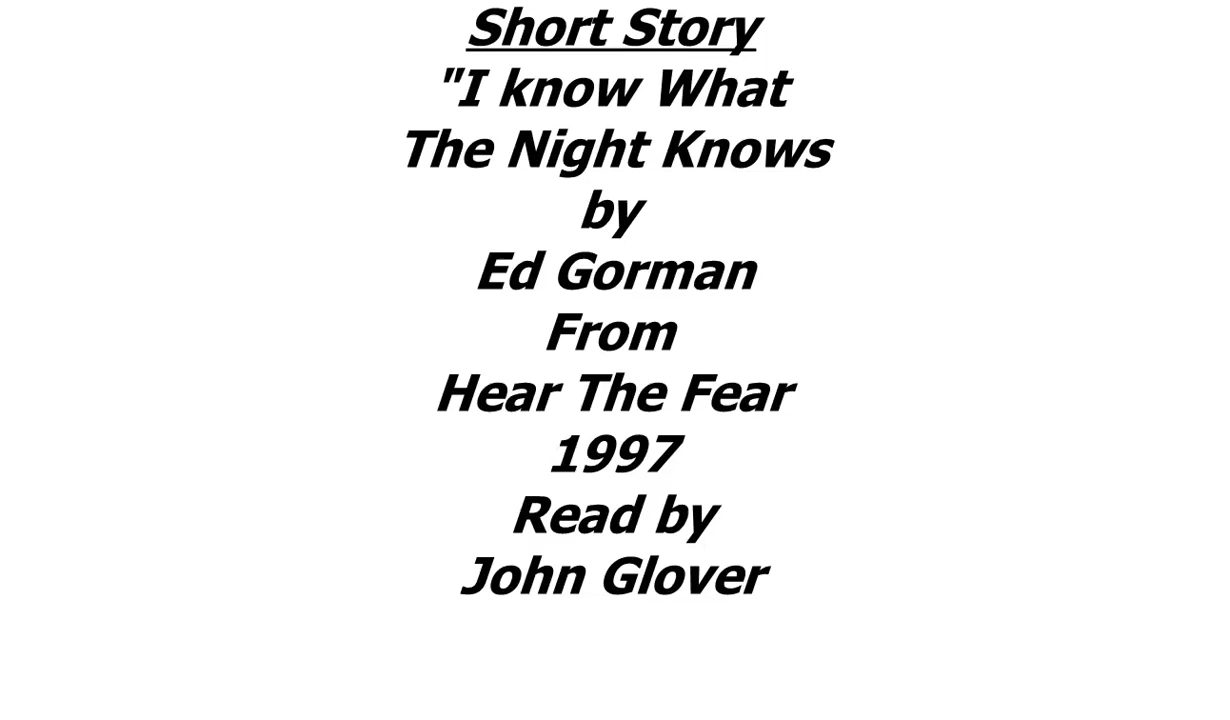 Short Story
"I know What
The Night Knows
by
Ed Gorman
From
Hear The Fear
1997
Read by
John Glover